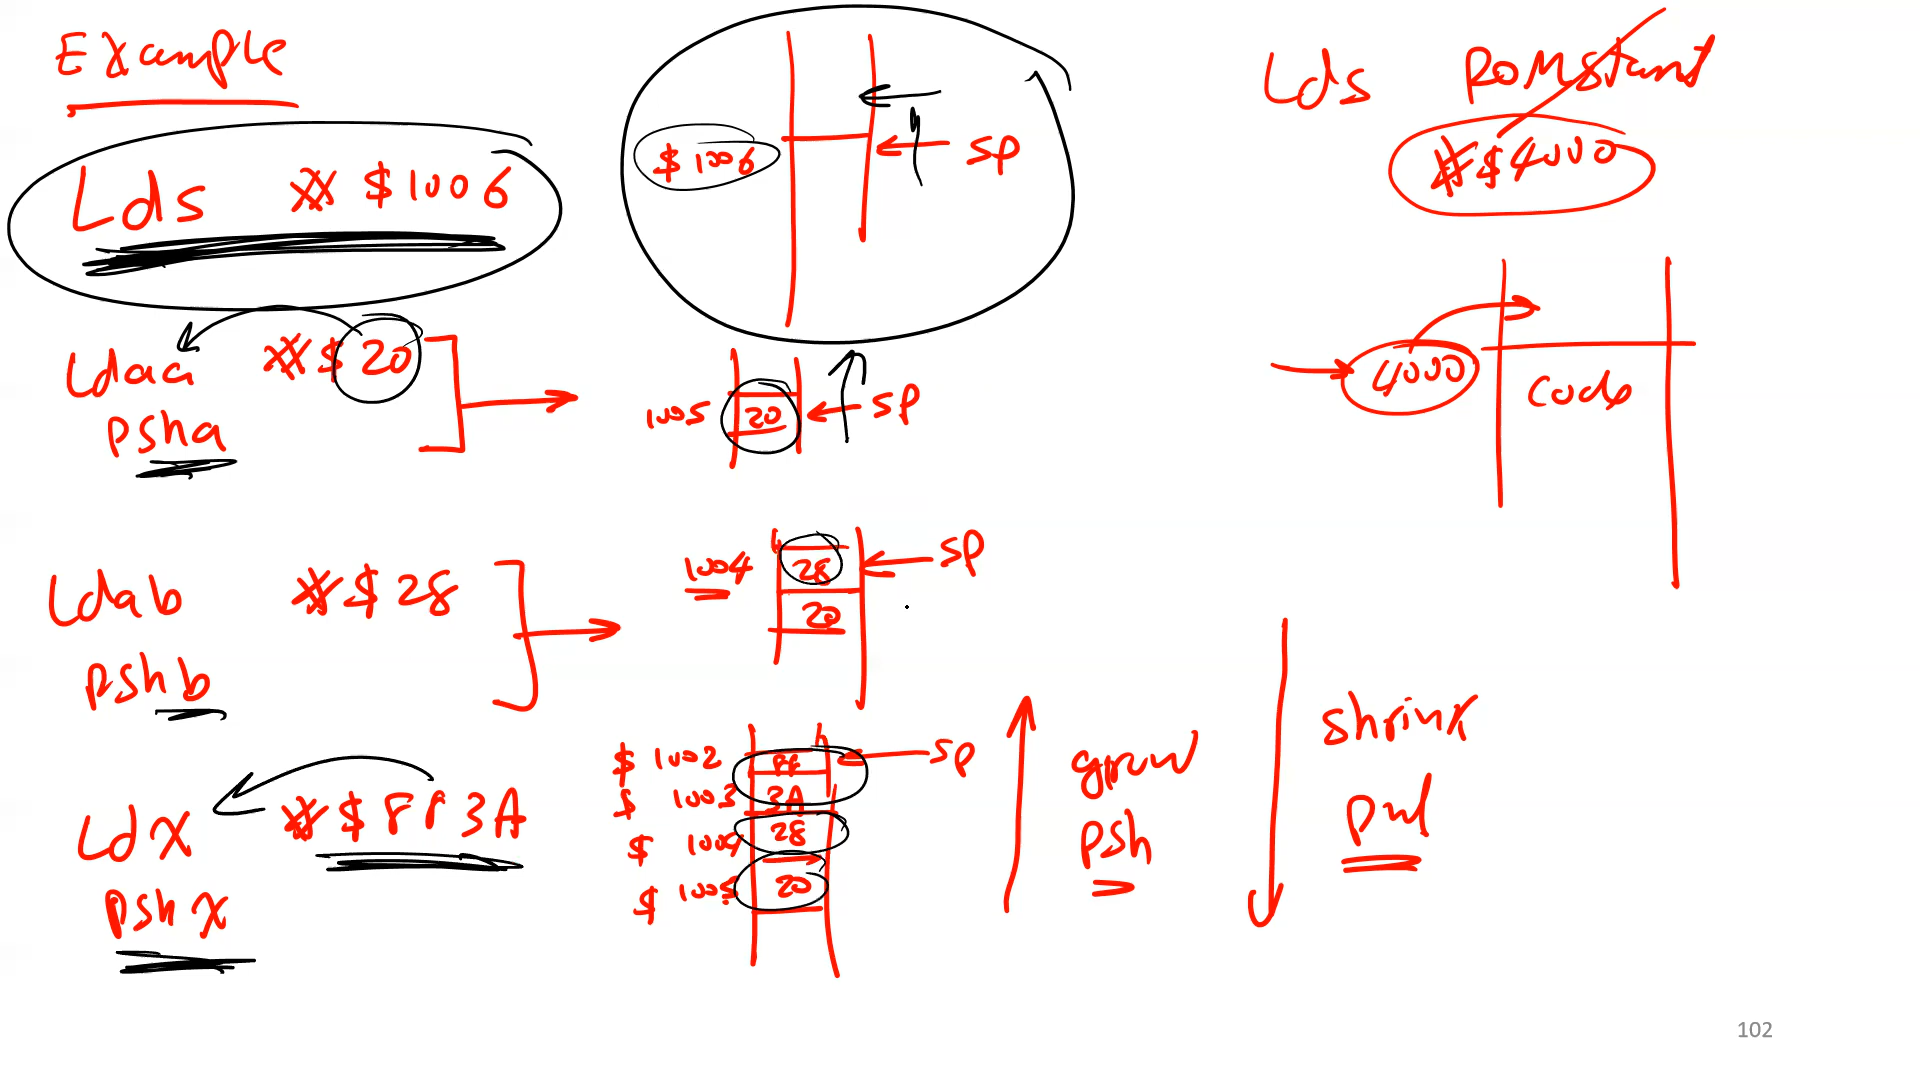 Example
Lds #$1006
Ldaa #$20
psha
Ldab #$28
pshb
LdX #$FF3A
pshX
$1006
SP
1005 20 SP
1004 28 SP
20
$1002 FF SP
$1003 3A
$1004 28
$1005 20
grow
psh
shrink
pul
Lds ROMstart
#$4000
4000 code
102